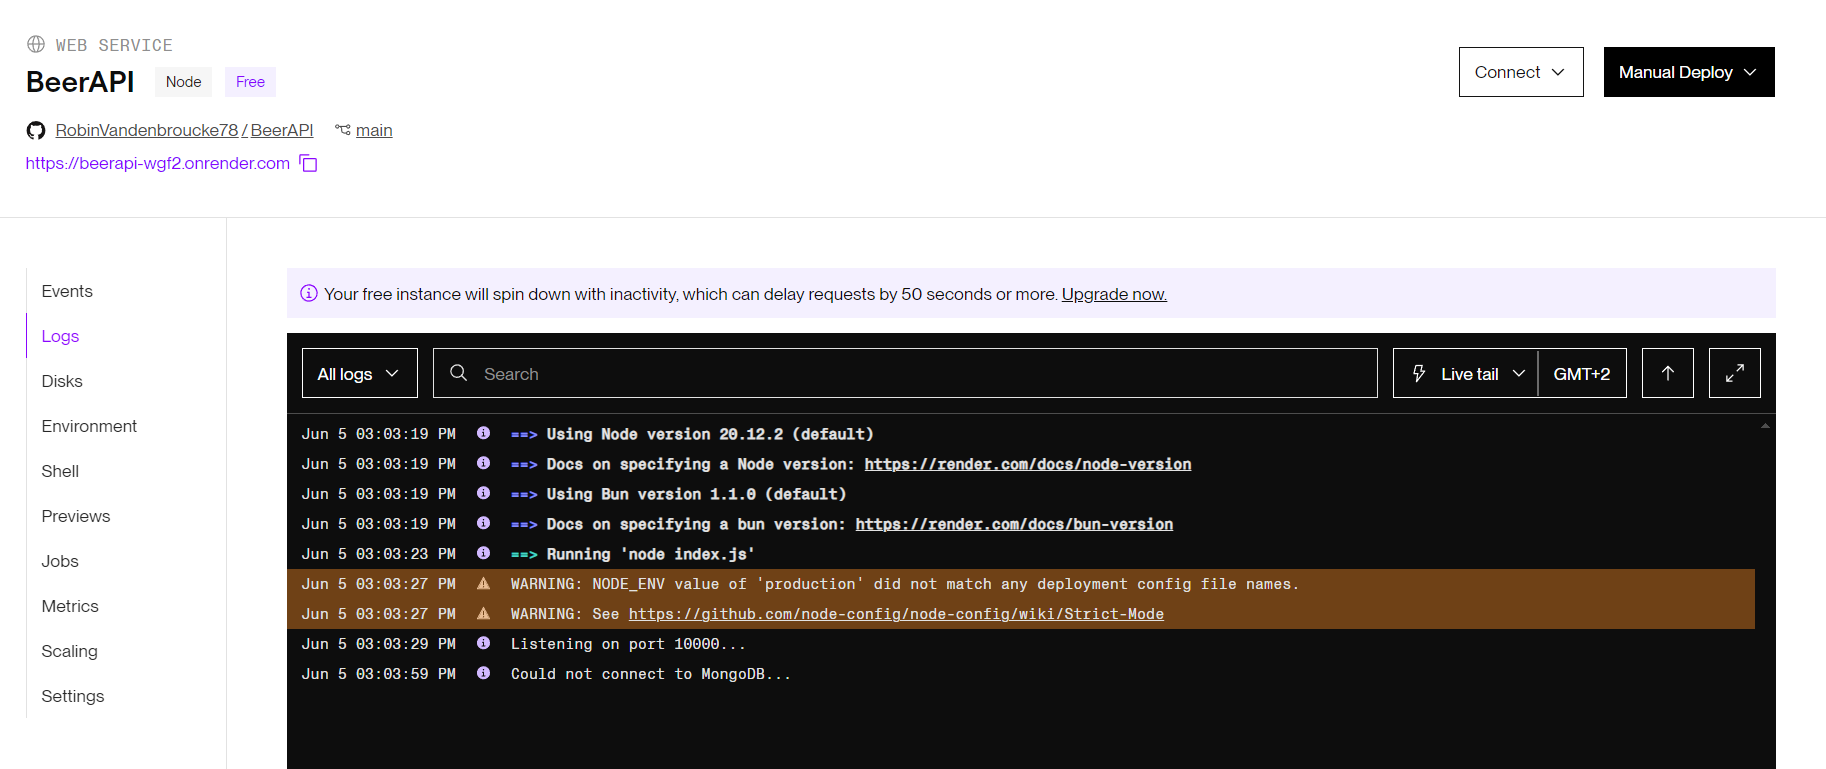 WEB SERVICE
BeerAPI Node Free
RobinVandenbroucke78 / BeerAPI main
https://beerapi-wgf2.onrender.com
Connect
Manual Deploy
Events
Logs
Disks
Environment
Shell
Previews
Jobs
Metrics
Scaling
Settings
Your free instance will spin down with inactivity, which can delay requests by 50 seconds or more. Upgrade now.
All logs Search Live tail GMT+2
Jun 5 03:03:19 PM ==> Using Node version 20.12.2 (default)
Jun 5 03:03:19 PM ==> Docs on specifying a Node version: https://render.com/docs/node-version
Jun 5 03:03:19 PM ==> Using Bun version 1.1.0 (default)
Jun 5 03:03:19 PM ==> Docs on specifying a bun version: https://render.com/docs/bun-version
Jun 5 03:03:23 PM ==> Running 'node index.js'
Jun 5 03:03:27 PM WARNING: NODE_ENV value of 'production' did not match any deployment config file names.
Jun 5 03:03:27 PM WARNING: See https://github.com/node-config/node-config/wiki/Strict-Mode
Jun 5 03:03:29 PM Listening on port 10000...
Jun 5 03:03:59 PM Could not connect to MongoDB...